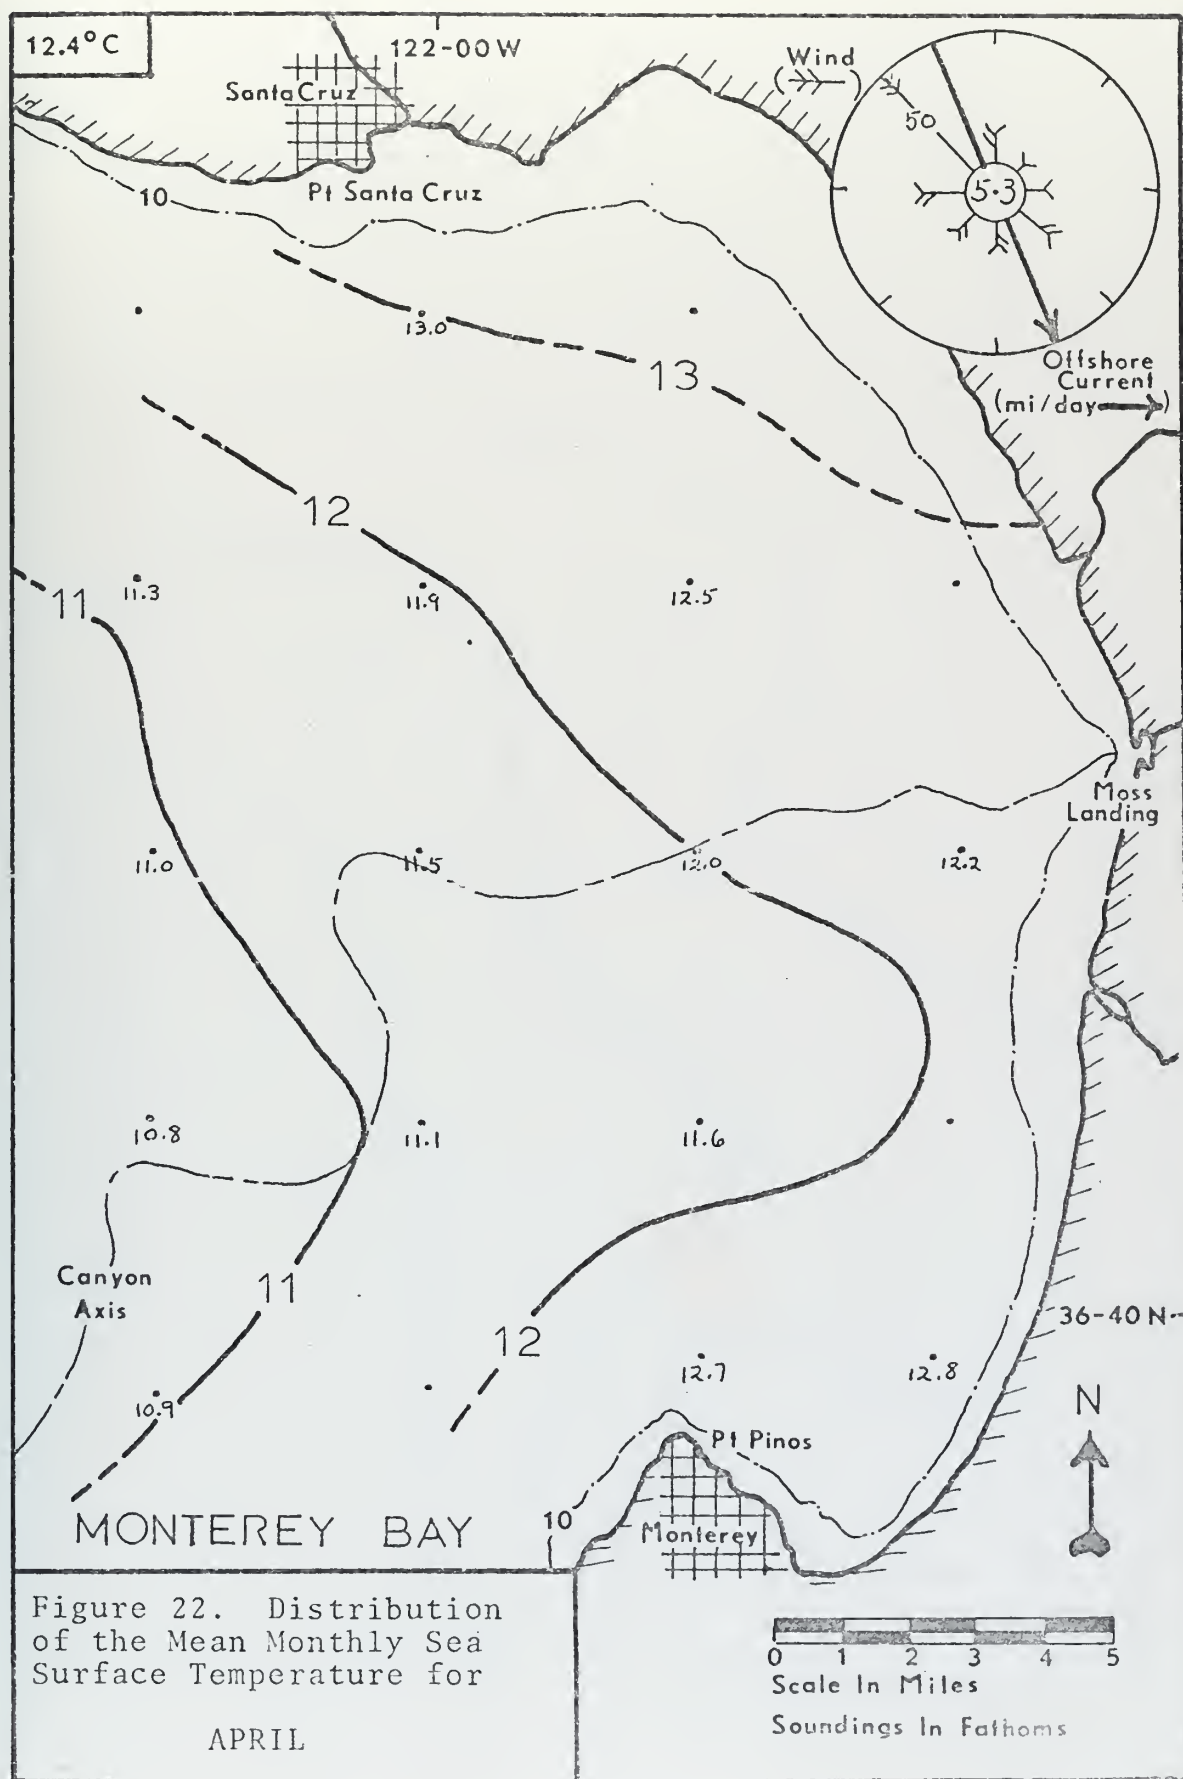 12.4°C
122-00 W
Wind
( )
Santa Cruz
50
5.3
Pt Santa Cruz
10
13.0
13
Offshore
Current
(mi/day )
12
11
11.3
11.9
12.5
Moss
Landing
11.0
11.5
12.0
12.2
10.8
11.1
11.6
Canyon
Axis
11
36-40 N
12
12.7
12.8
10.9
N
Pt Pinos
MONTEREY BAY
10
Monterey
Figure 22. Distribution
of the Mean Monthly Sea
Surface Temperature for
APRIL
0 1 2 3 4 5
Scale In Miles
Soundings In Fathoms